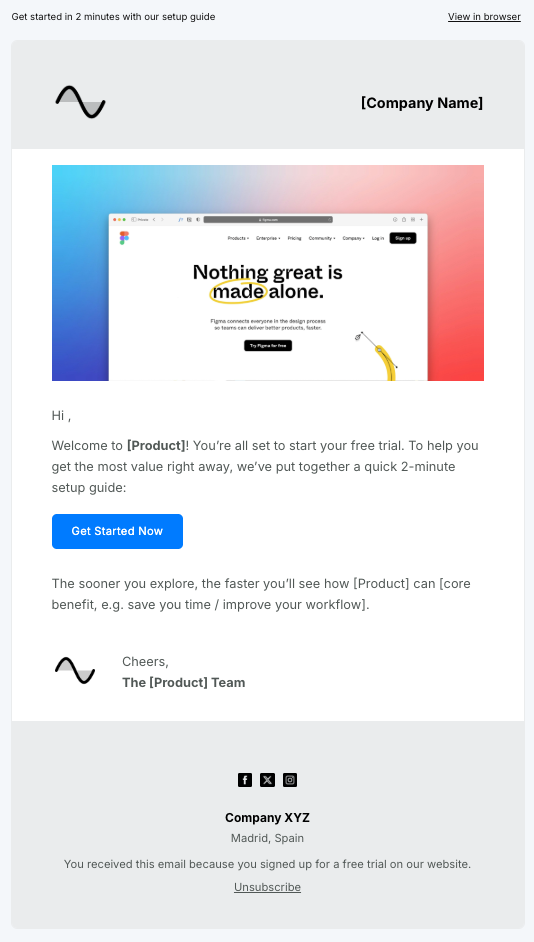 Get started in 2 minutes with our setup guide
View in browser
[Company Name]
Products
Enterprise
Pricing
Community
Company
Log in
Sign up
Nothing great is
made alone.
Figma connects everyone in the design process
so teams can deliver better products, faster.
Try Figma for free
Hi ,
Welcome to [Product]! You’re all set to start your free trial. To help you
get the most value right away, we’ve put together a quick 2-minute
setup guide:
Get Started Now
The sooner you explore, the faster you’ll see how [Product] can [core
benefit, e.g. save you time / improve your workflow].
Cheers,
The [Product] Team
Company XYZ
Madrid, Spain
You received this email because you signed up for a free trial on our website.
Unsubscribe